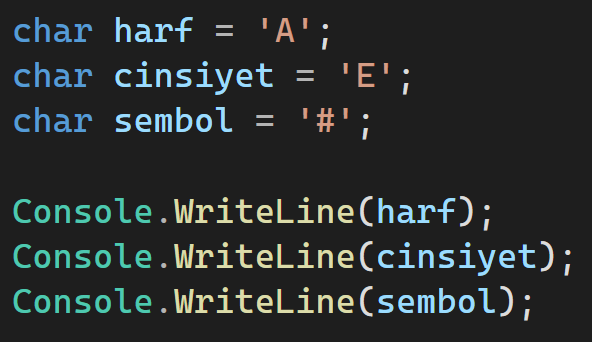 char harf = 'A';
char cinsiyet = 'E';
char sembol = '#';
Console.WriteLine(harf);
Console.WriteLine(cinsiyet);
Console.WriteLine(sembol);